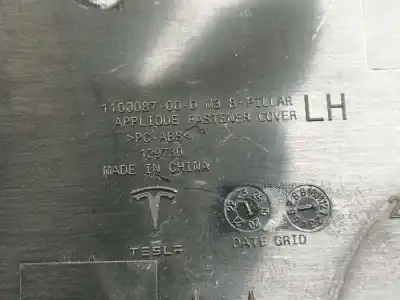 1100087-00-D M3 B-PILLAR
APPLIQUE FASTENER COVER LH
>PC-ABS<
129730
MADE IN CHINA
TESLA
DATE GRID